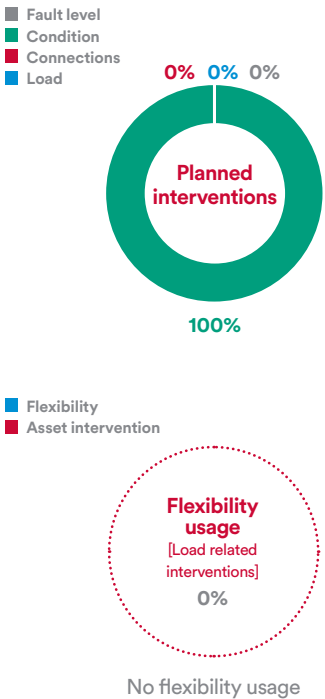 Fault level
Condition
Connections
Load
0% 0% 0%
Planned
interventions
100%
Flexibility
Asset intervention
Flexibility
usage
[Load related
interventions]
0%
No flexibility usage